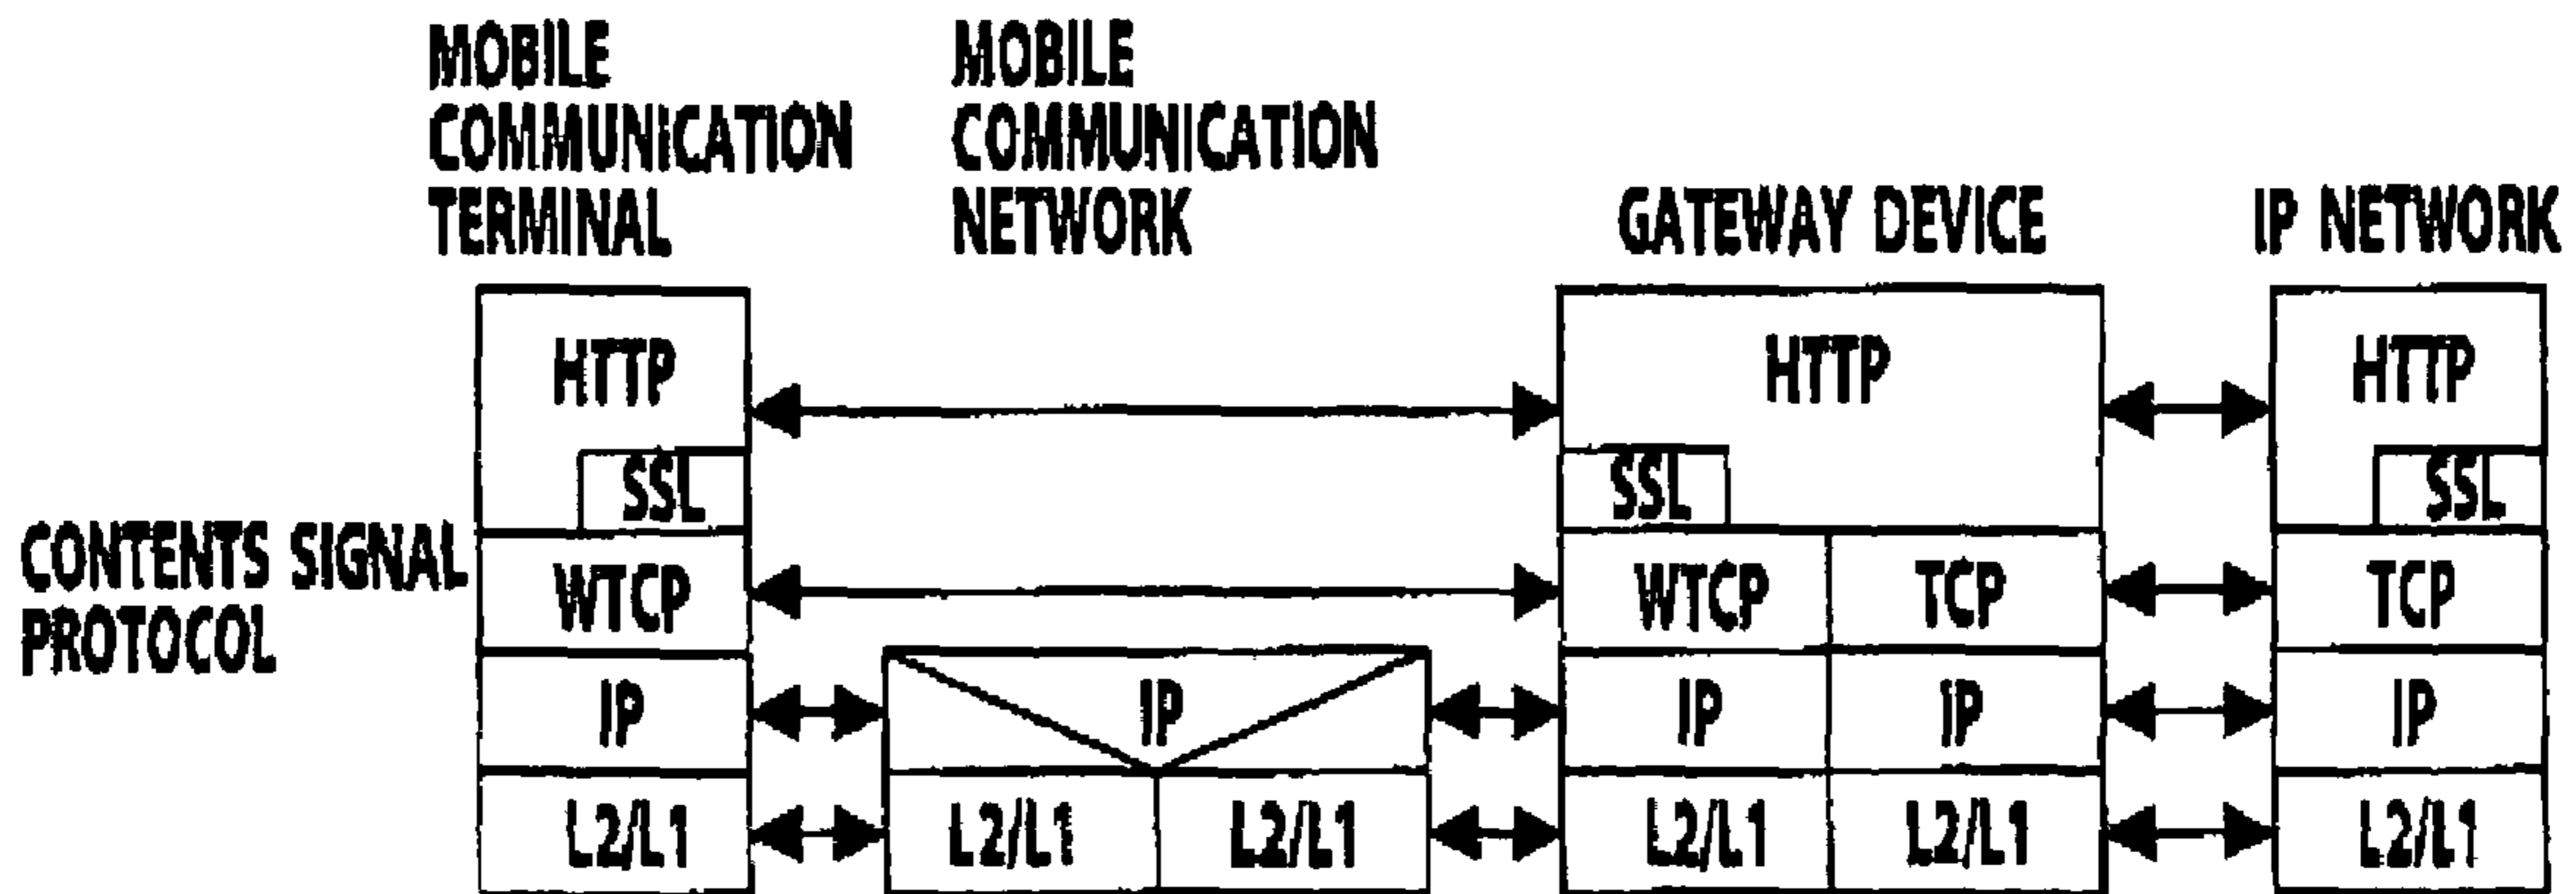 MOBILE
COMMUNICATION
TERMINAL
MOBILE
COMMUNICATION
NETWORK
GATEWAY DEVICE
IP NETWORK
CONTENTS SIGNAL
PROTOCOL
HTTP
SSL
WTCP
IP
L2/L1
IP
L2/L1 L2/L1
HTTP
SSL
WTCP TCP
IP IP
L2/L1 L2/L1
HTTP
SSL
TCP
IP
L2/L1